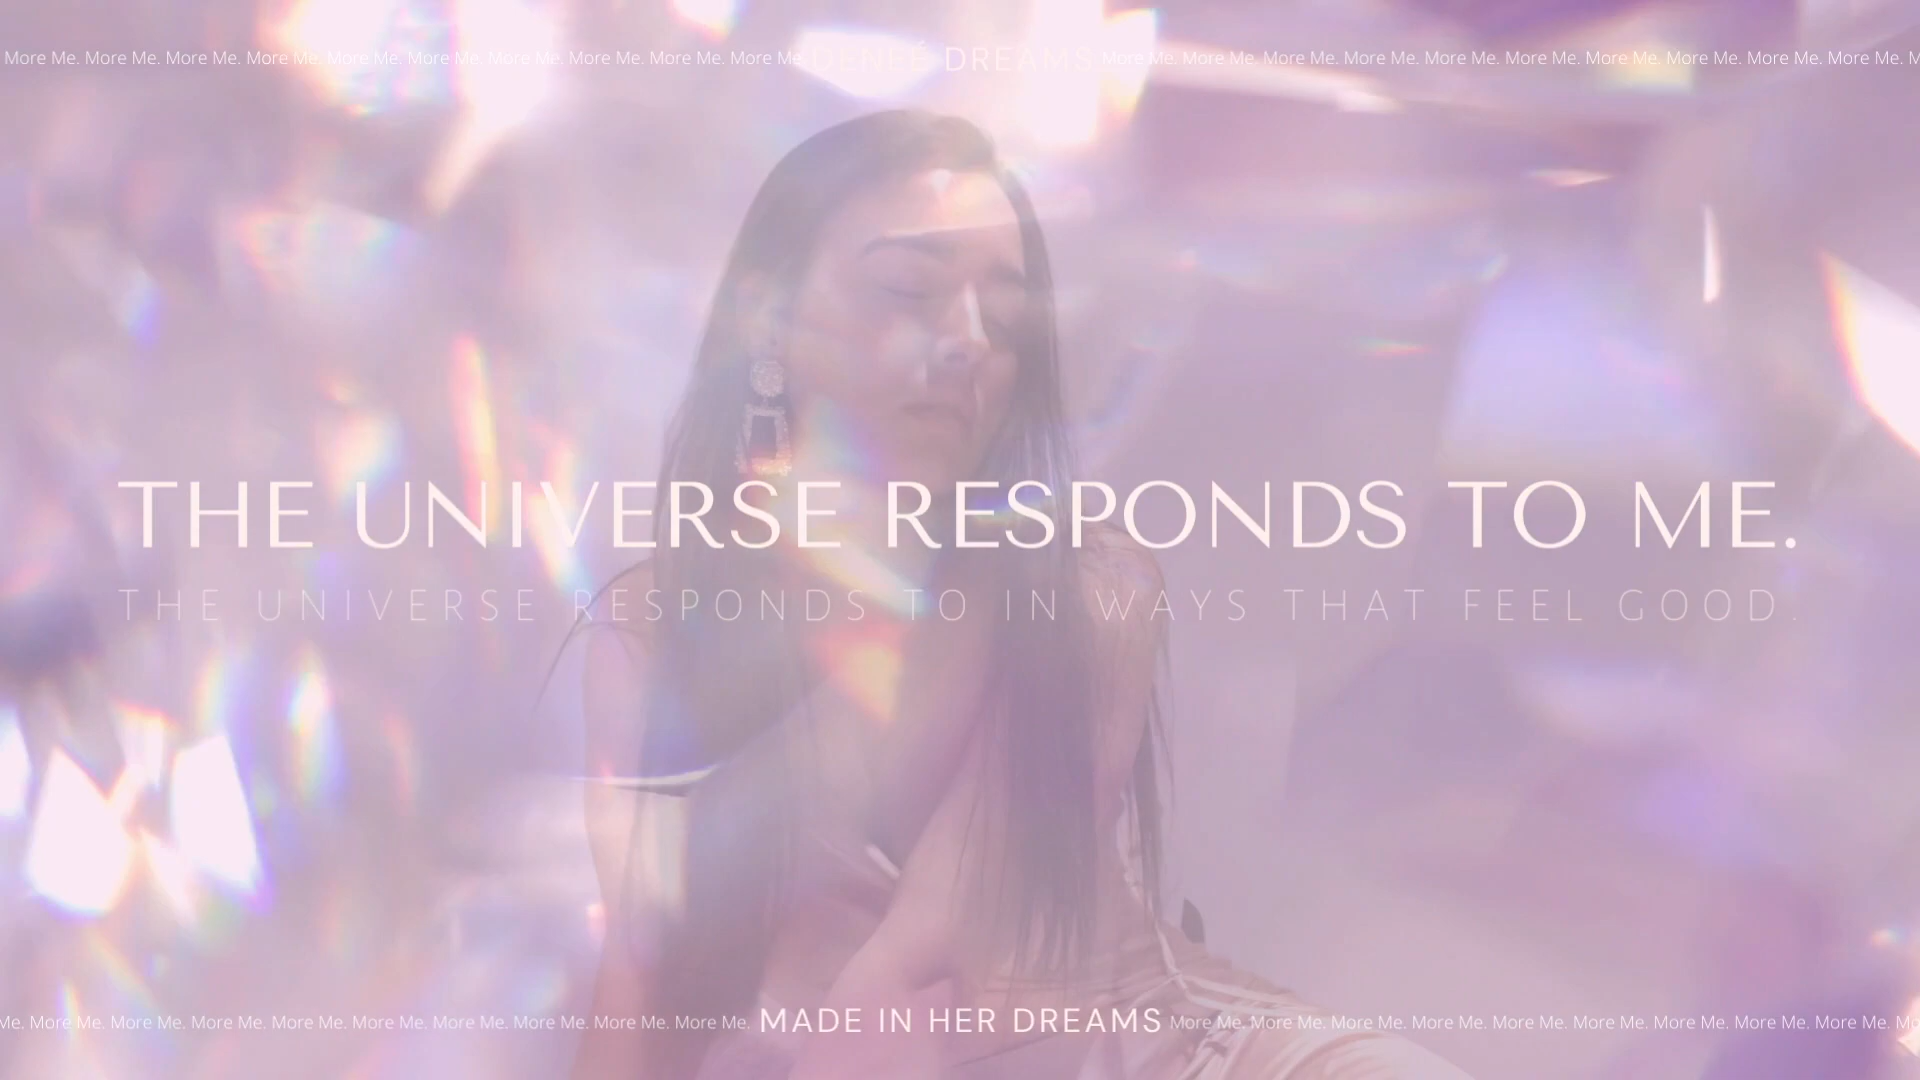 More Me. More Me. More Me. More Me. More Me. More Me. More Me. More Me. More Me. More Me. DENEÉ DREAMS More Me. More Me. More Me. More Me. More Me. More Me. More Me. More Me. More Me. More Me. M
THE UNIVERSE RESPONDS TO ME.
THE UNIVERSE RESPONDS TO IN WAYS THAT FEEL GOOD.
Me. More Me. More Me. More Me. More Me. More Me. More Me. More Me. More Me. More Me. MADE IN HER DREAMS More Me. More Me. More Me. More Me. More Me. More Me. More Me. More Me. More Me. Mo